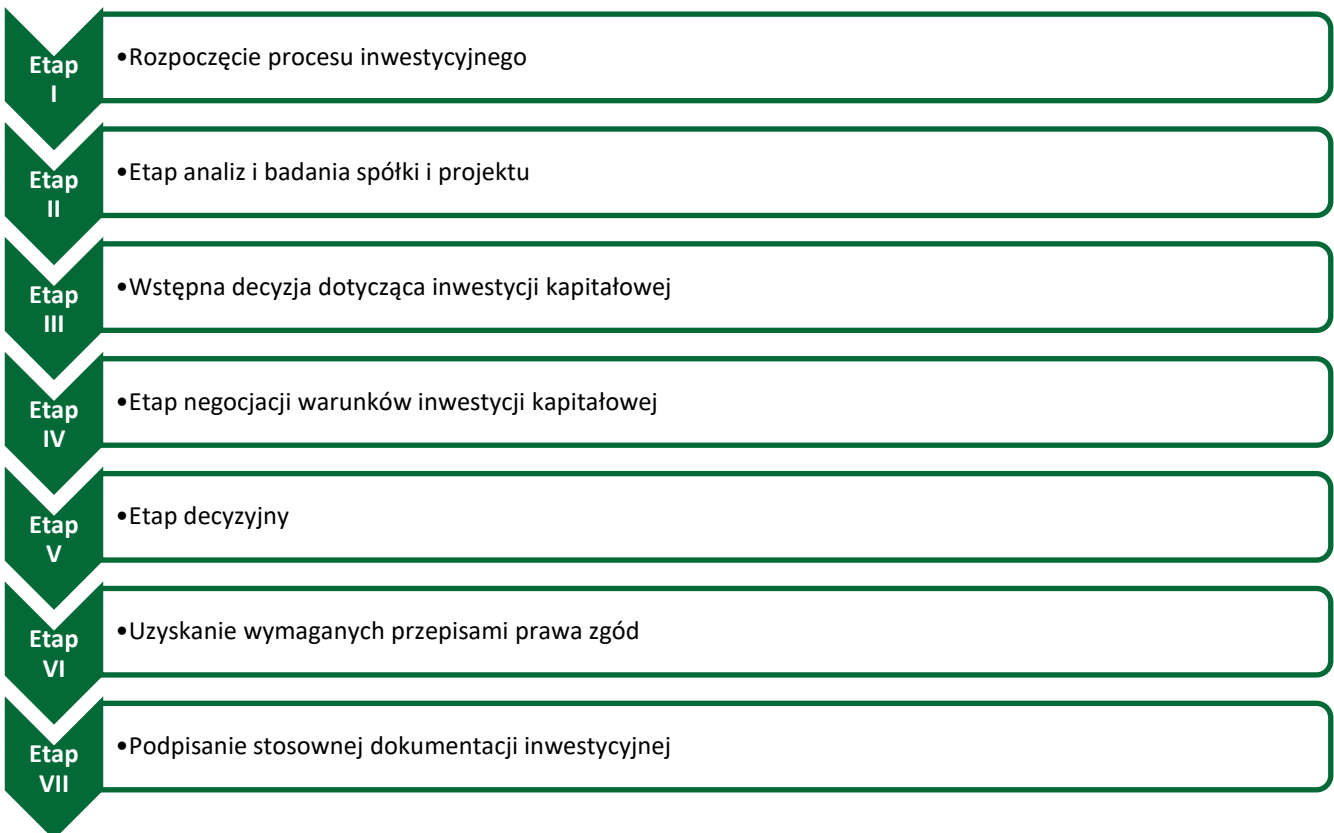 Etap
I
•Rozpoczęcie procesu inwestycyjnego
Etap
II
•Etap analiz i badania spółki i projektu
Etap
III
•Wstępna decyzja dotycząca inwestycji kapitałowej
Etap
IV
•Etap negocjacji warunków inwestycji kapitałowej
Etap
V
•Etap decyzyjny
Etap
VI
•Uzyskanie wymaganych przepisami prawa zgód
Etap
VII
•Podpisanie stosownej dokumentacji inwestycyjnej